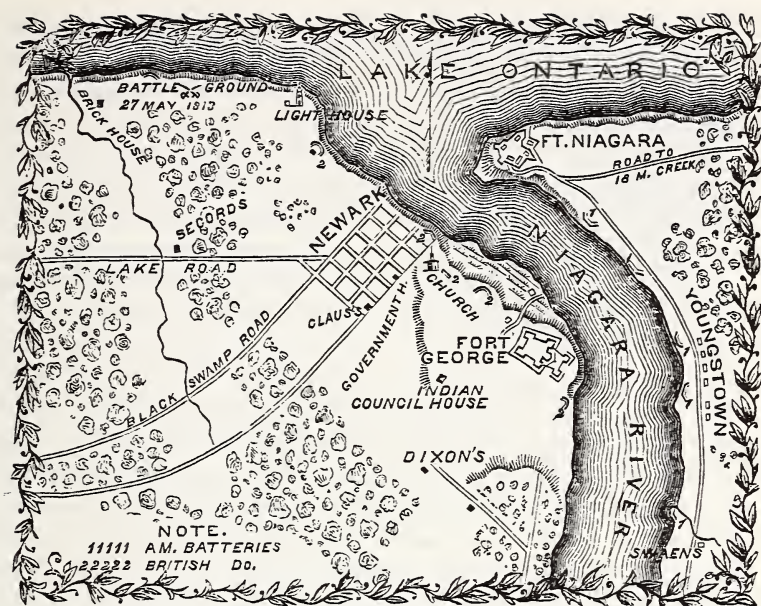 LAKE ONTARIO
BATTLE GROUND
27 MAY 1813
BRICK HOUSE
LIGHT HOUSE
FT. NIAGARA
ROAD TO
18 M. CREEK
SECORDS
NEWARK
NIAGARA RIVER
LAKE ROAD
CHURCH
YOUNGSTOWN
CLAUS'S
GOVERNMENT H.
FORT
GEORGE
BLACK SWAMP ROAD
INDIAN
COUNCIL HOUSE
DIXON'S
NOTE.
11111 AM. BATTERIES
22222 BRITISH DO.